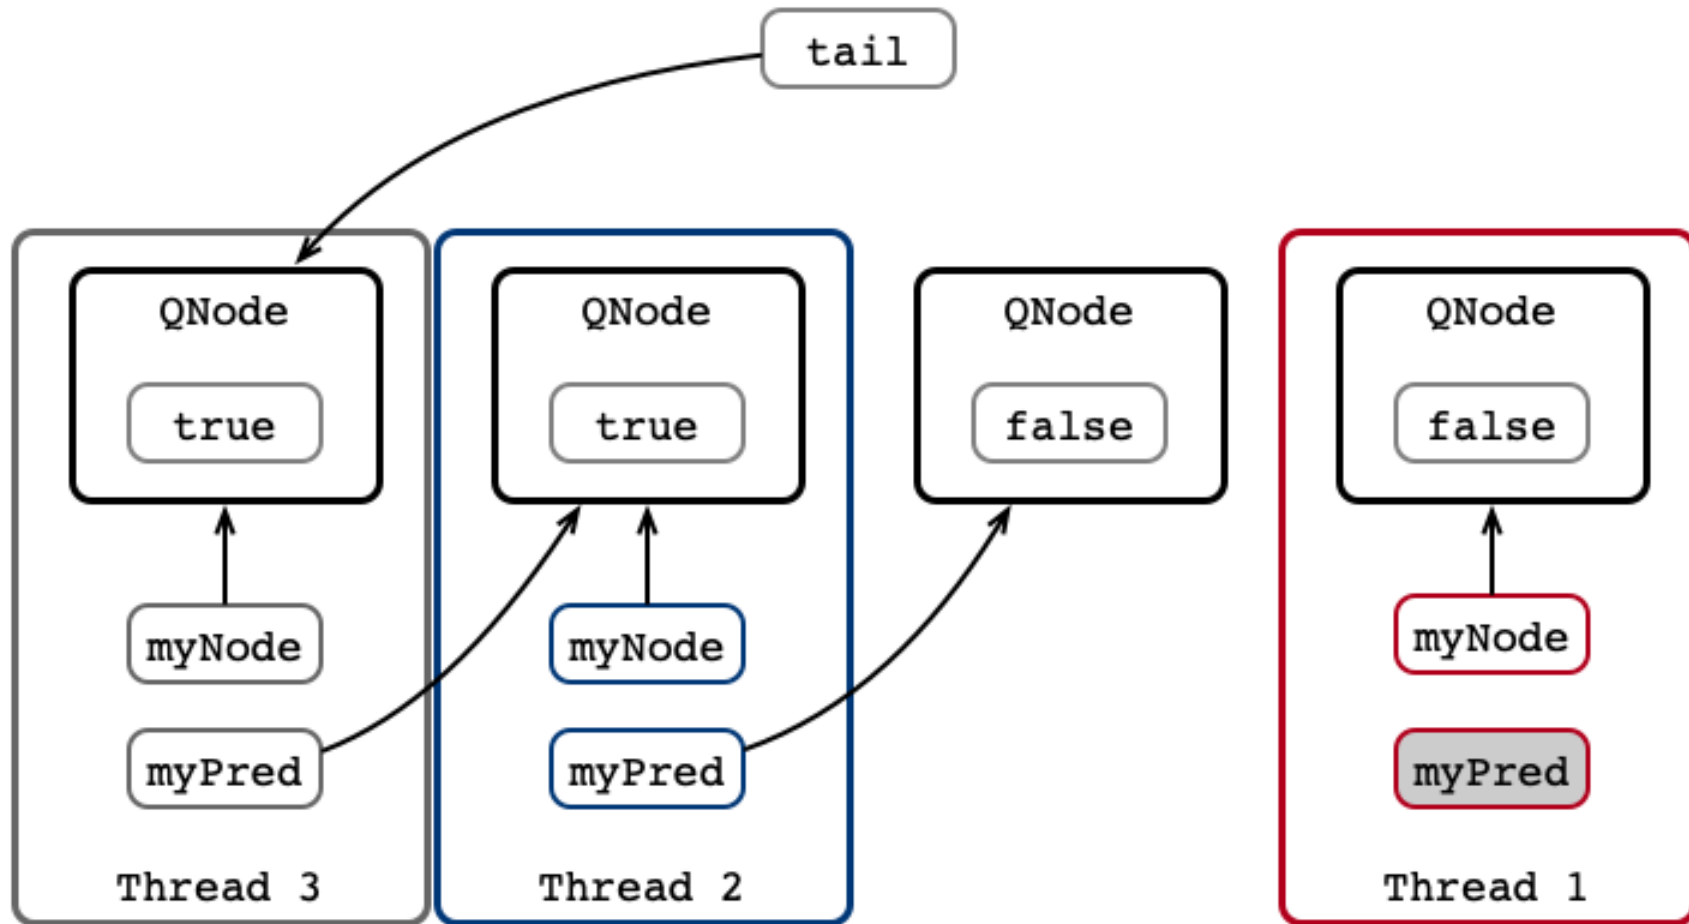 tail
QNode
true
myNode
myPred
Thread 3
QNode
true
myNode
myPred
Thread 2
QNode
false
QNode
false
myNode
myPred
Thread 1